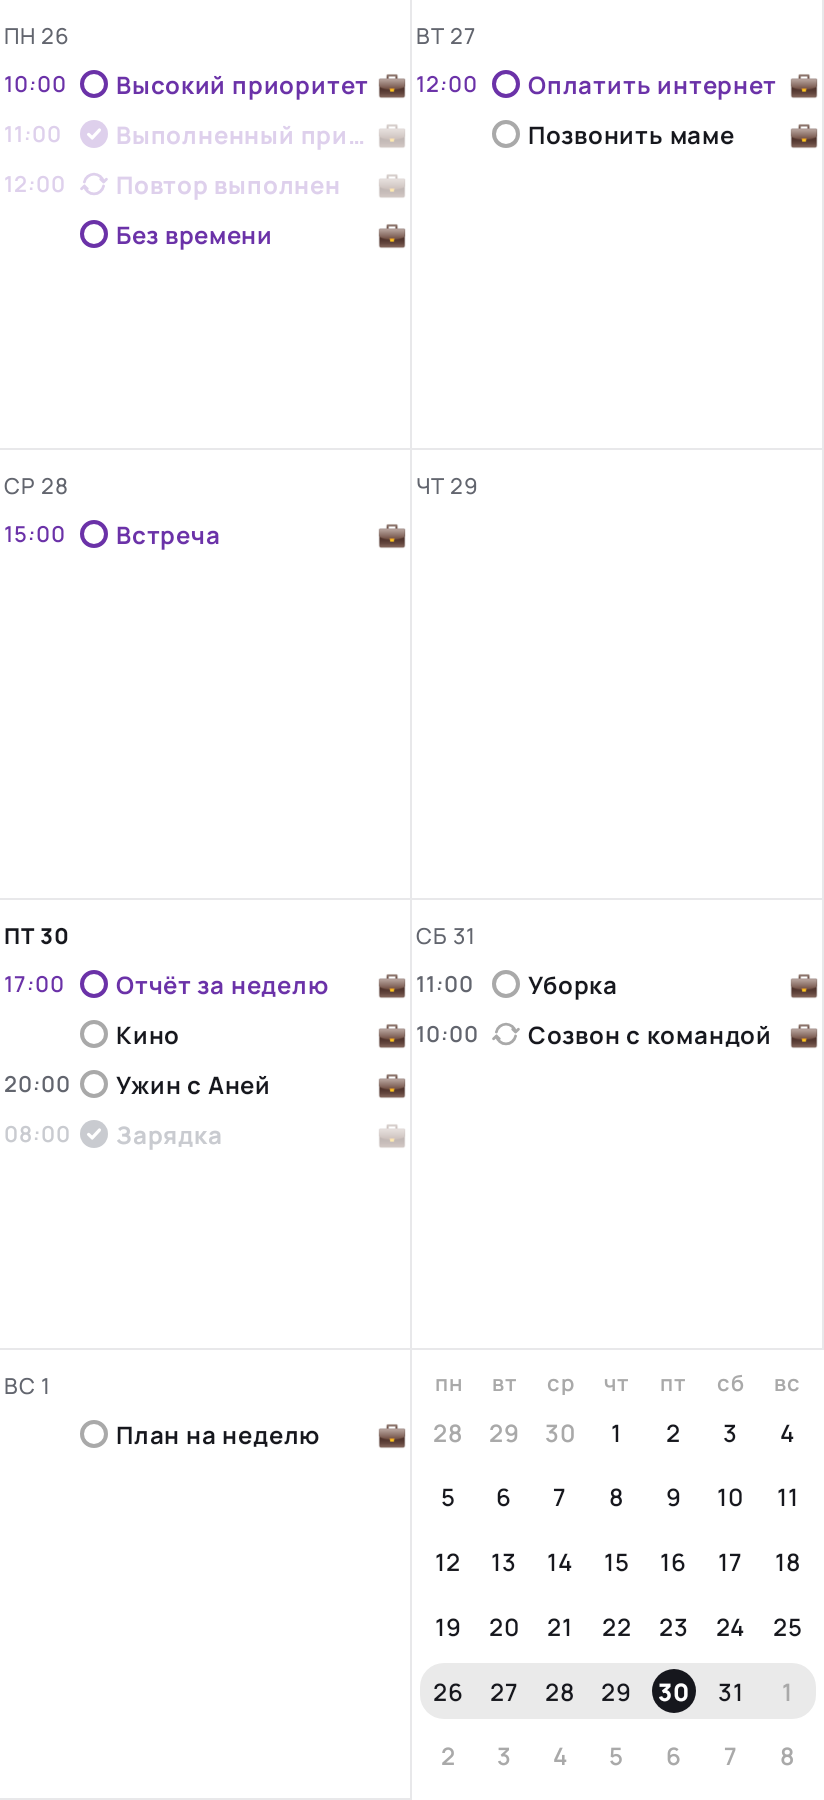 ПН 26
10:00 Высокий приоритет
11:00 Выполненный при...
12:00 Повтор выполнен
Без времени
ВТ 27
12:00 Оплатить интернет
Позвонить маме
СР 28
15:00 Встреча
ЧТ 29
ПТ 30
17:00 Отчёт за неделю
Кино
20:00 Ужин с Аней
08:00 Зарядка
СБ 31
11:00 Уборка
10:00 Созвон с командой
ВС 1
План на неделю
пн вт ср чт пт сб вс
28 29 30 1 2 3 4
5 6 7 8 9 10 11
12 13 14 15 16 17 18
19 20 21 22 23 24 25
26 27 28 29 30 31 1
2 3 4 5 6 7 8